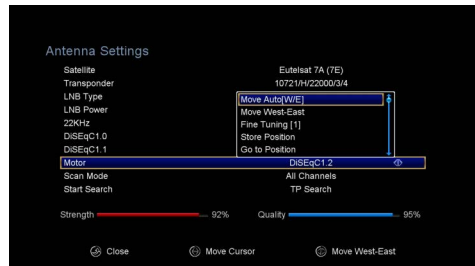 Antenna Settings
Satellite Eutelsat 7A (7E)
Transponder 10721/H/22000/3/4
LNB Type Move Auto[W/E]
LNB Power Move West-East
22KHz Fine Tuning [1]
DiSEqC1.0 Store Position
DiSEqC1.1 Go to Position
Motor DiSEqC1.2
Scan Mode All Channels
Start Search TP Search
Strength 92% Quality 95%
Close Move Cursor Move West-East